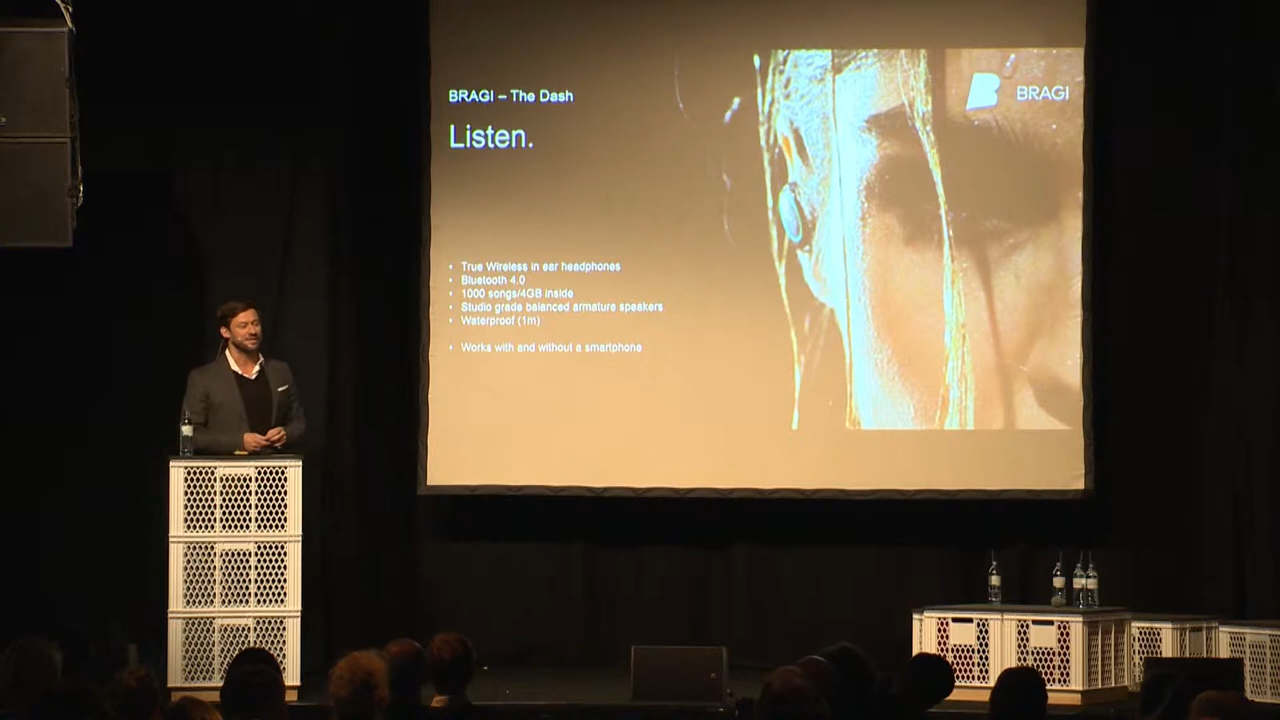 BRAGI – The Dash
Listen.
BRAGI
• True Wireless in ear headphones
• Bluetooth 4.0
• 1000 songs/4GB inside
• Studio grade balanced armature speakers
• Waterproof (1m)
• Works with and without a smartphone